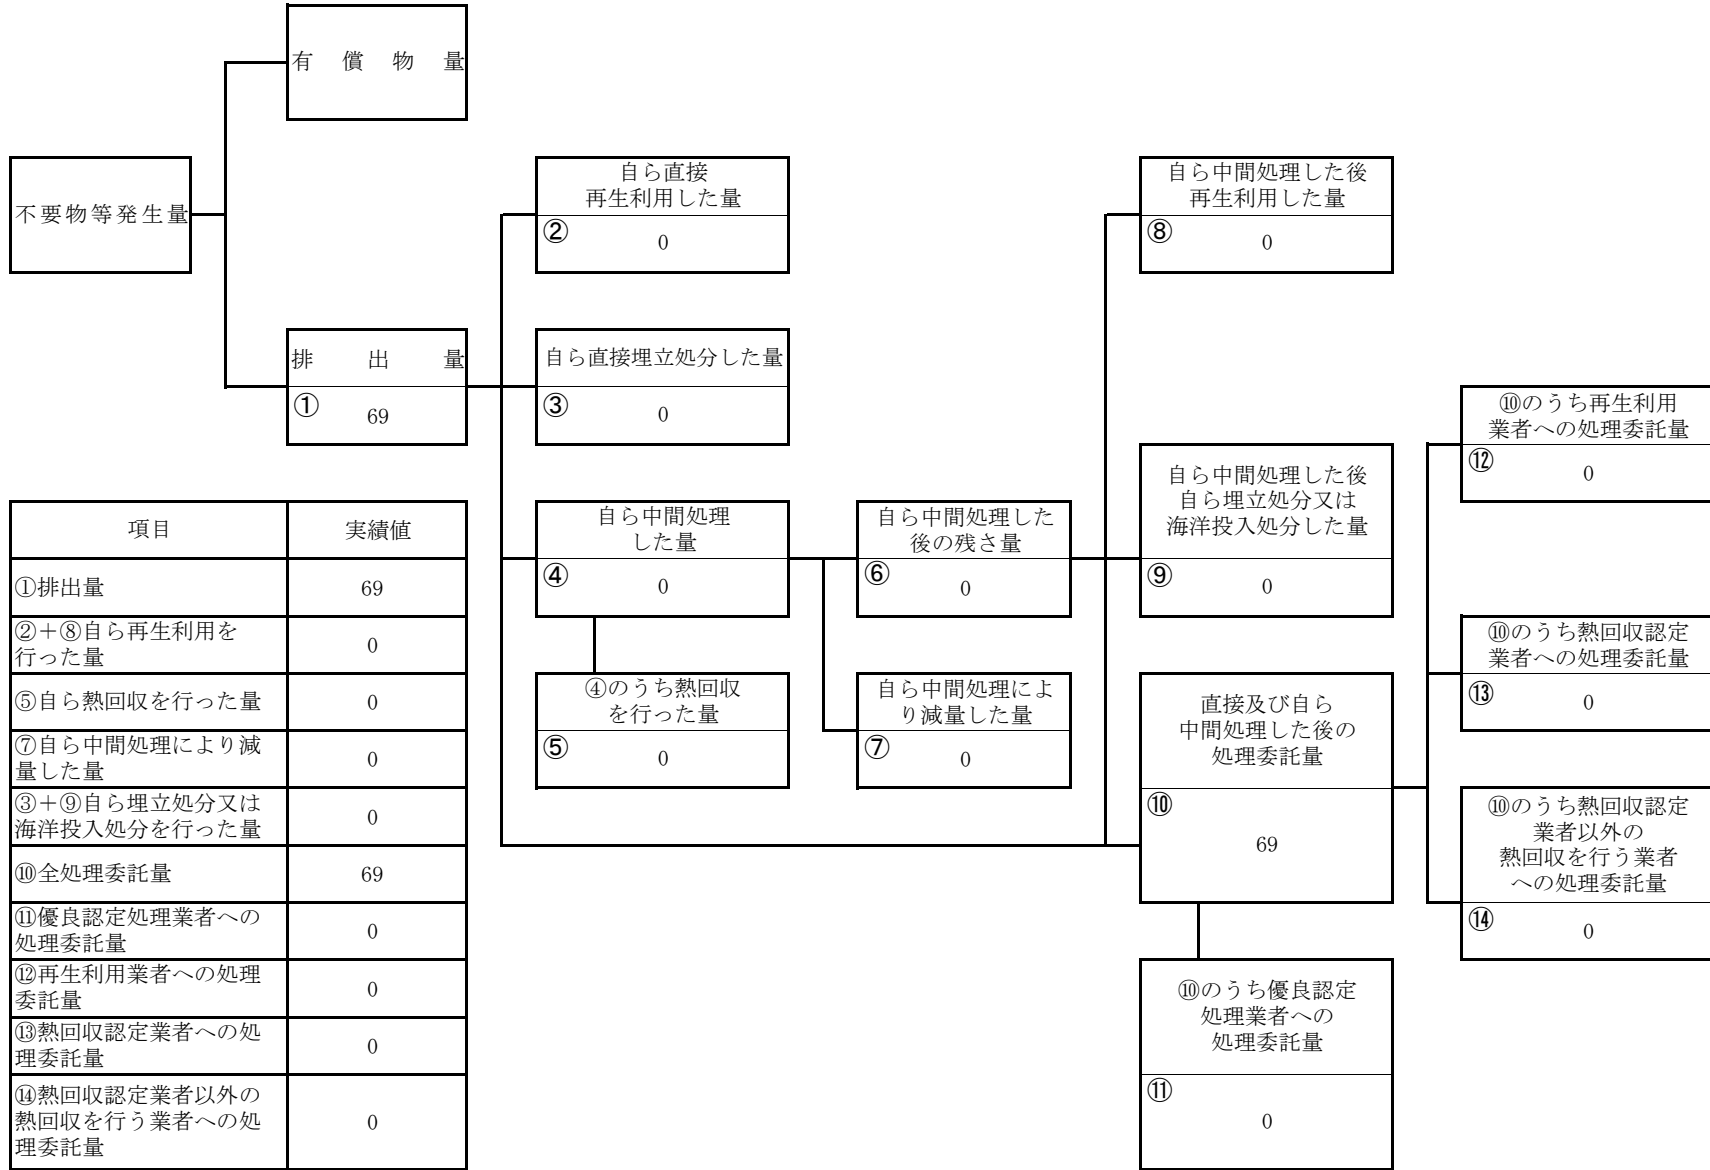 有償物量
不要物等発生量
排出量
①
69
自ら直接
再生利用した量
②
0
自ら直接埋立処分した量
③
0
自ら中間処理
した量
④
0
④のうち熱回収
を行った量
⑤
0
自ら中間処理した
後の残さ量
⑥
0
自ら中間処理によ
り減量した量
⑦
0
自ら中間処理した後
再生利用した量
⑧
0
自ら中間処理した後
自ら埋立処分又は
海洋投入処分した量
⑨
0
直接及び自ら
中間処理した後の
処理委託量
⑩
69
⑩のうち優良認定
処理業者への
処理委託量
⑪
0
⑩のうち再生利用
業者への処理委託量
⑫
0
⑩のうち熱回収認定
業者への処理委託量
⑬
0
⑩のうち熱回収認定
業者以外の
熱回収を行う業者
への処理委託量
⑭
0
項目 実績値
①排出量 69
②＋⑧自ら再生利用を
行った量 0
⑤自ら熱回収を行った量 0
⑦自ら中間処理により減
量した量 0
③＋⑨自ら埋立処分又は
海洋投入処分を行った量 0
⑩全処理委託量 69
⑪優良認定処理業者への
処理委託量 0
⑫再生利用業者への処理
委託量 0
⑬熱回収認定業者への処
理委託量 0
⑭熱回収認定業者以外の
熱回収を行う業者への処
理委託量 0